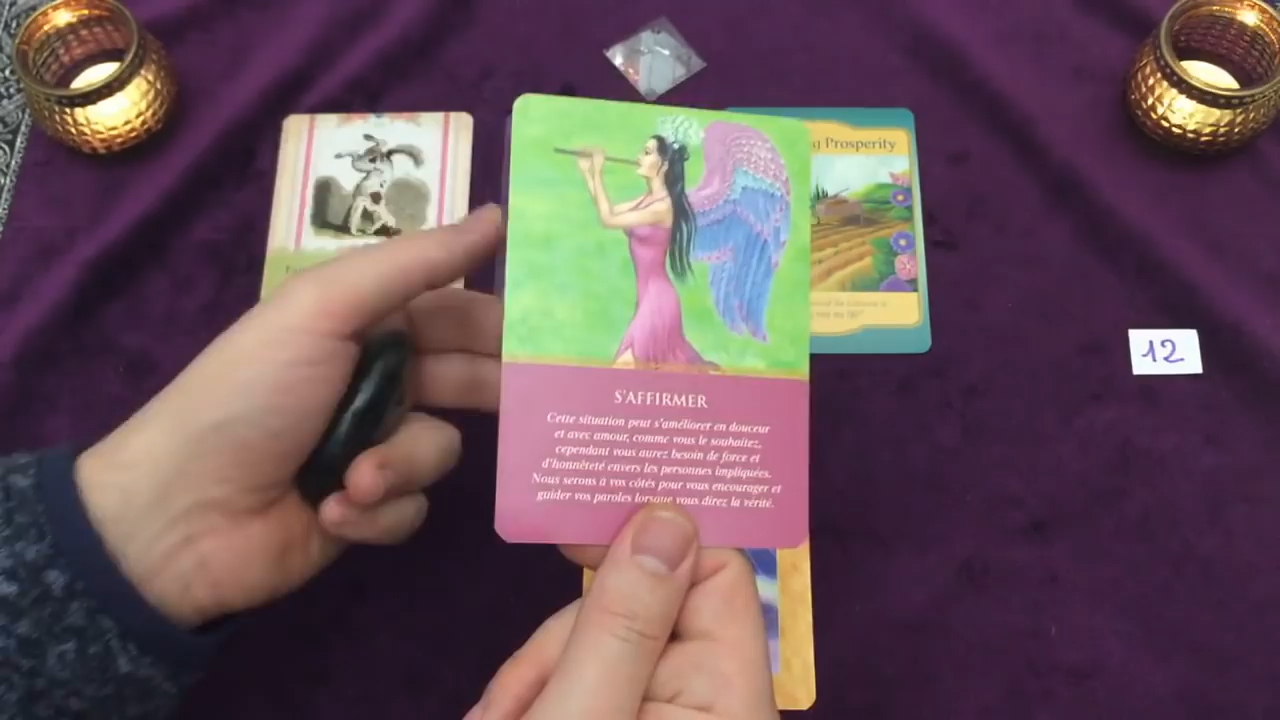 Prosperity
12
S'AFFIRMER
Cette situation peut s'améliorer en douceur
et avec amour, comme vous le souhaitez,
cependant vous aurez besoin de force et
d'honnêteté envers les personnes impliquées.
Nous serons à vos côtés pour vous encourager et
guider vos paroles lorsque vous direz la vérité.